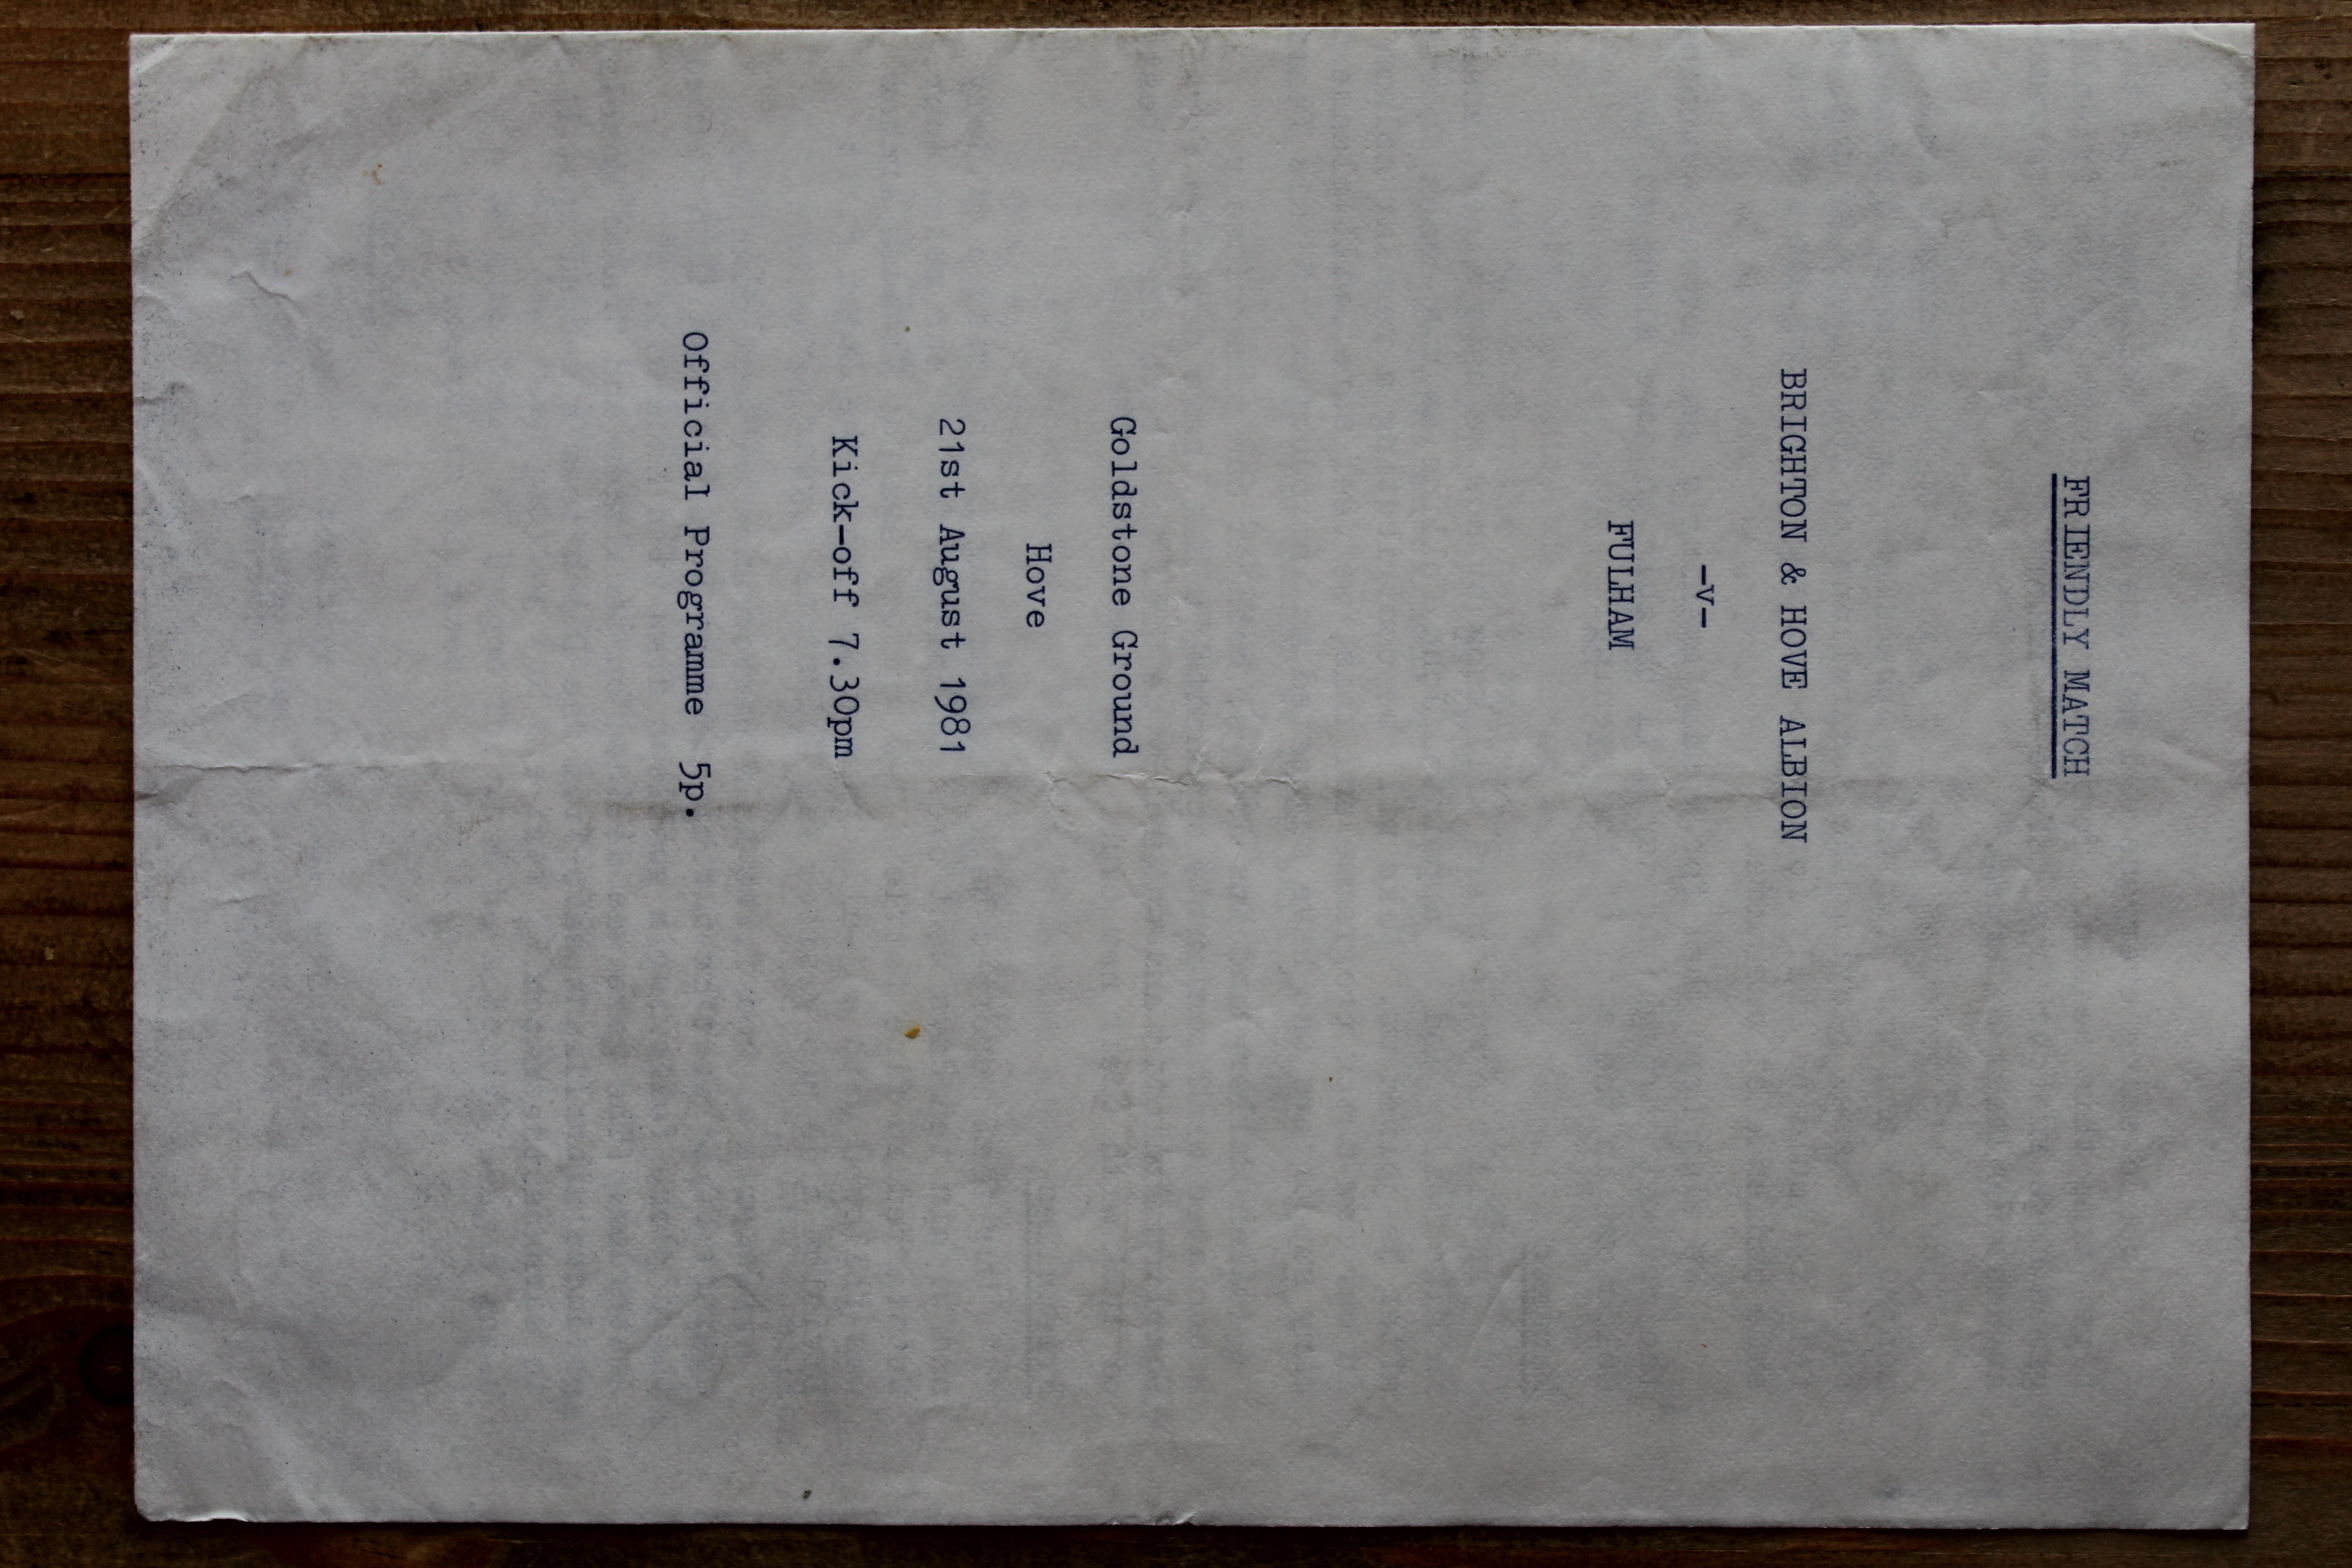 FRIENDLY MATCH
BRIGHTON & HOVE ALBION
-v-
FULHAM
Goldstone Ground
Hove
21st August 1981
Kick-off 7.30pm
Official Programme 5p.